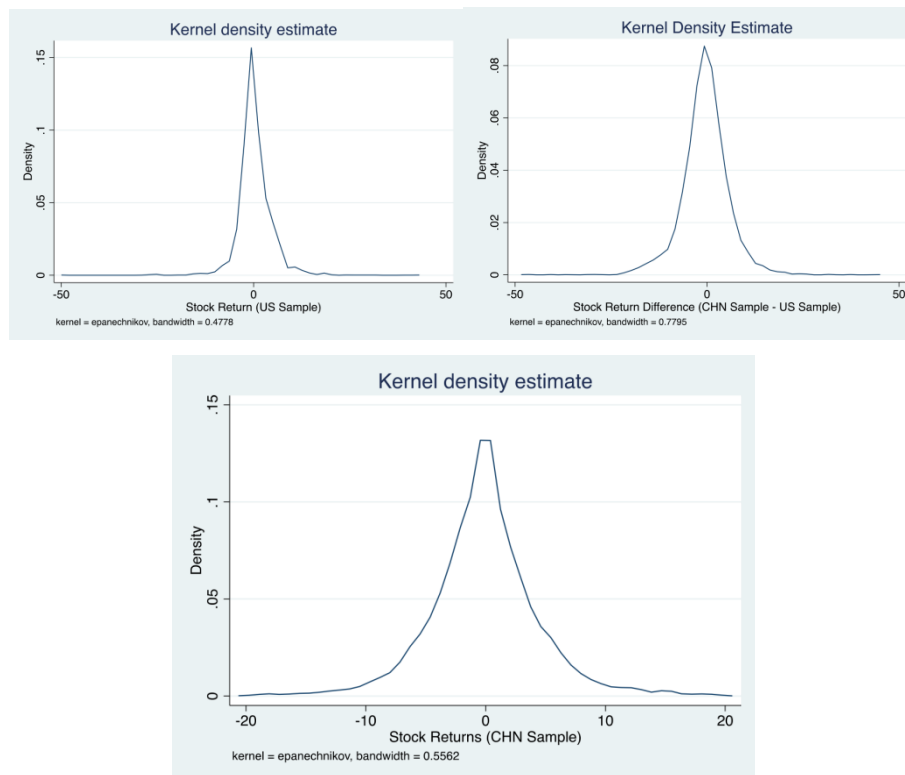 Kernel density estimate
Density
.15
.1
.05
0
-50
0
50
Stock Return (US Sample)
kernel = epanechnikov, bandwidth = 0.4778
Kernel Density Estimate
Density
.08
.06
.04
.02
0
-50
0
50
Stock Return Difference (CHN Sample - US Sample)
kernel = epanechnikov, bandwidth = 0.7795
Kernel density estimate
Density
.15
.1
.05
0
-20
-10
0
10
20
Stock Returns (CHN Sample)
kernel = epanechnikov, bandwidth = 0.5562